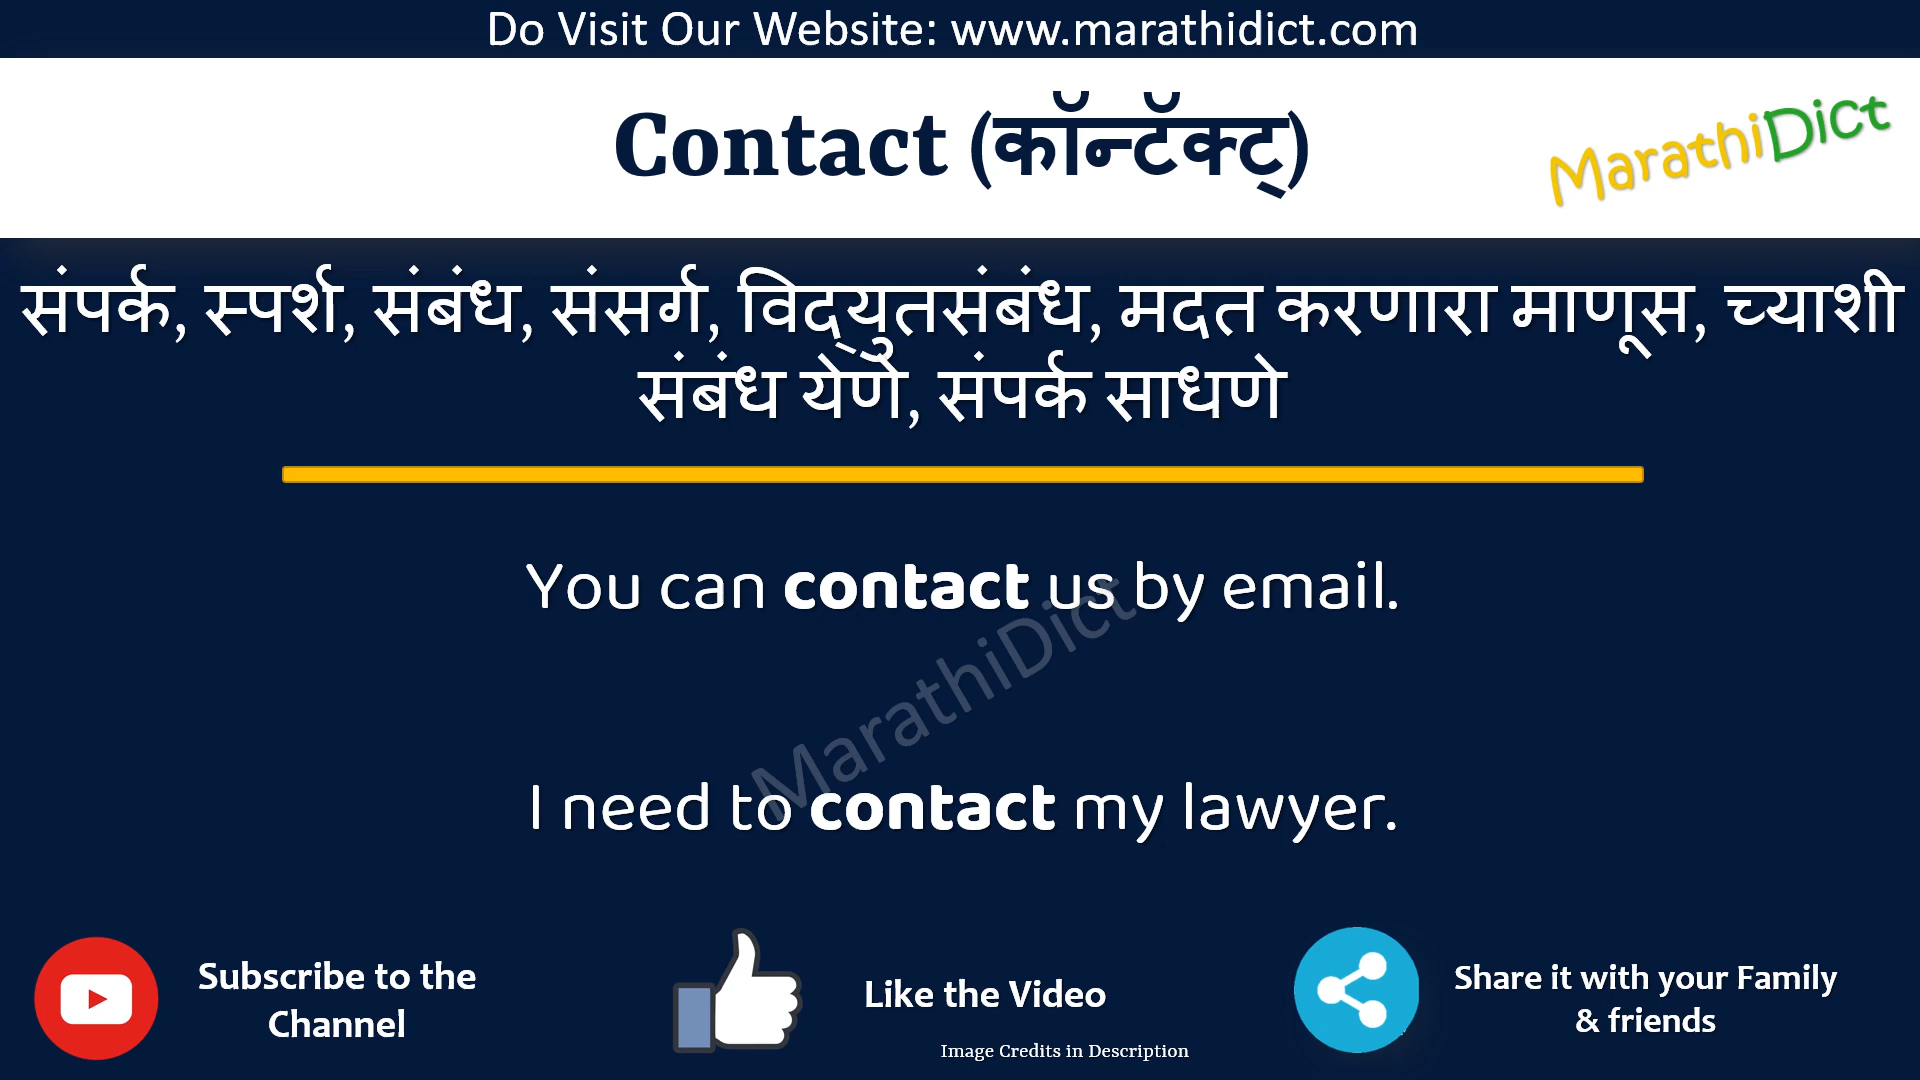 Do Visit Our Website: www.marathidict.com
Contact (कॉन्टॅक्ट्)
MarathiDict
संपर्क, स्पर्श, संबंध, संसर्ग, विद्‌युतसंबंध, मदत करणारा माणूस, च्याशी
संबंध येणे, संपर्क साधणे
You can contact us by email.
MarathiDict
I need to contact my lawyer.
Subscribe to the
Channel
Like the Video
Share it with your Family
& friends
Image Credits in Description